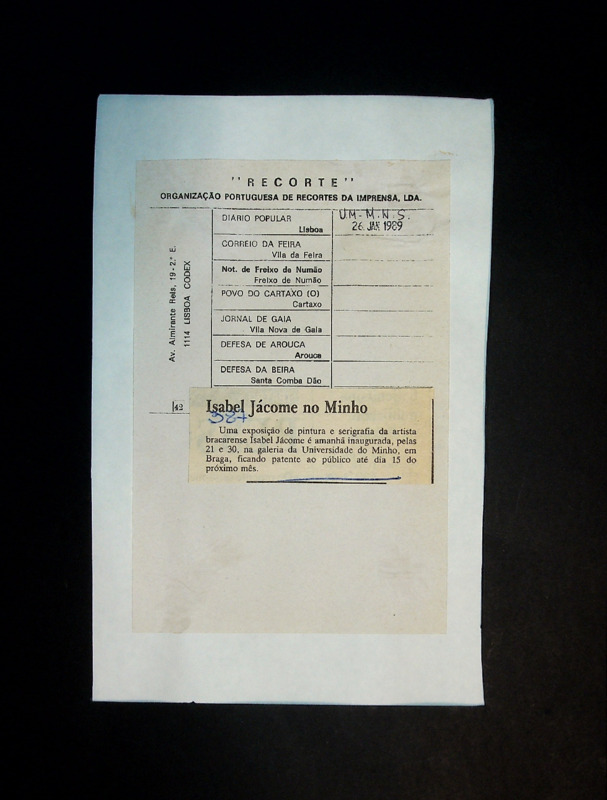 "RECORTE"
ORGANIZAÇÃO PORTUGUESA DE RECORTES DA IMPRENSA, LDA.
Av. Almirante Reis, 19-2.º E.
1114 LISBOA CODEX
DIARIO POPULAR
Lisboa
U.M. - M.N.S.
26 JAN 1989
CORREIO DA FEIRA
Vila da Feira
Not. de Freixo de Numão
Freixo de Numão
POVO DO CARTAXO (O)
Cartaxo
JORNAL DE GAIA
Vila Nova de Gaia
DEFESA DE AROUCA
Arouca
DEFESA DA BEIRA
Santa Comba Dão
42
Isabel Jácome no Minho
Uma exposição de pintura e serigrafia da artista
bracarense Isabel Jácome é amanhã inaugurada, pelas
21 e 30, na galeria da Universidade do Minho, em
Braga, ficando patente ao público até dia 15 do
próximo mês.